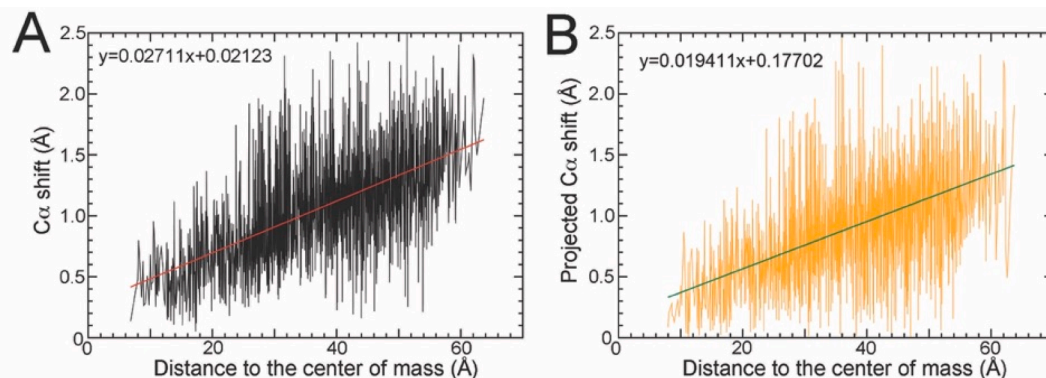 A
y=0.02711x+0.02123
2.5
2.0
1.5
1.0
0.5
0
Cα shift (Å)
0
20
40
60
Distance to the center of mass (Å)
B
y=0.019411x+0.17702
2.5
2.0
1.5
1.0
0.5
0
Projected Cα shift (Å)
0
20
40
60
Distance to the center of mass (Å)